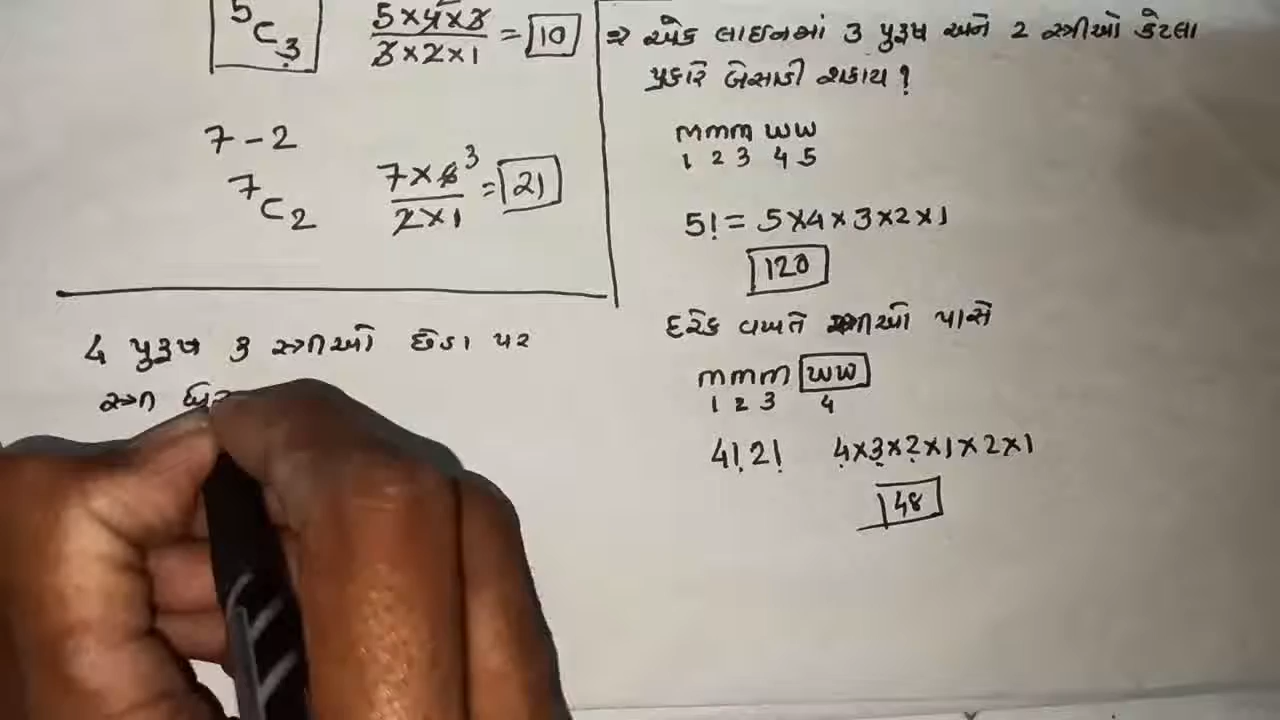 5C3 5×4×3 / 3×2×1 = 10
7-2
7C2 7×6 3 / 2×1 = 21
4 પુરૂષ 3 સ્ત્રીઓ છેડા પર
સ્ત્રી
⇒ એક લાઇનમાં 3 પુરૂષ અને 2 સ્ત્રીઓ કેટલા
પ્રકારે બેસાડી શકાય ?
mmm ww
1 2 3 4 5
5! = 5×4×3×2×1
120
દરેક વખતે સ્ત્રીઓ પાસે
mmm ww
1 2 3 4
4! 2! 4×3×2×1×2×1
48